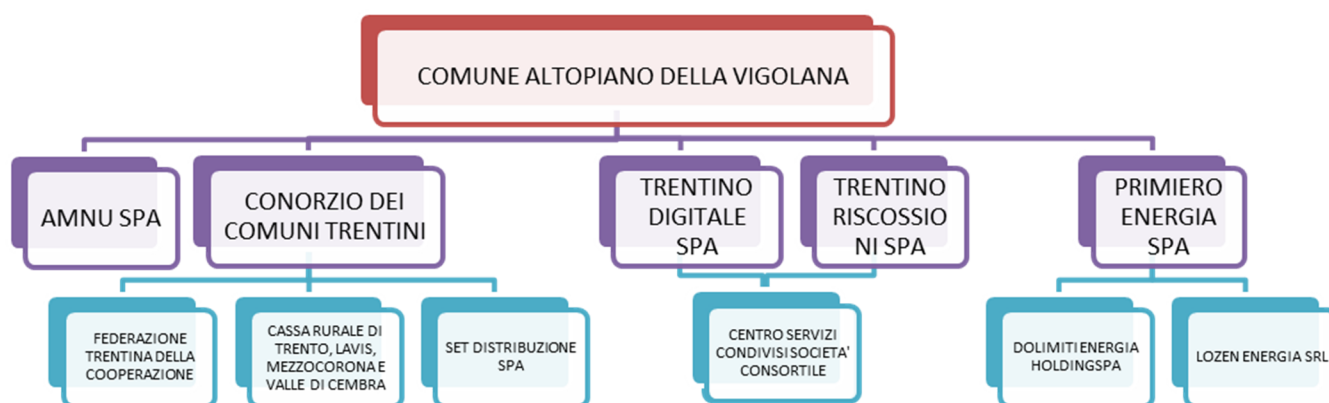 COMUNE ALTOPIANO DELLA VIGOLANA
AMNU SPA
CONORZIO DEI
COMUNI TRENTINI
TRENTINO
DIGITALE
SPA
TRENTINO
RISCOSSIO
NI SPA
PRIMIERO
ENERGIA
SPA
FEDERAZIONE
TRENTINA DELLA
COOPERAZIONE
CASSA RURALE DI
TRENTO, LAVIS,
MEZZOCORONA E
VALLE DI CEMBRA
SET DISTRIBUZIONE
SPA
CENTRO SERVIZI
CONDIVISI SOCIETA'
CONSORTILE
DOLIMITI ENERGIA
HOLDINGSPA
LOZEN ENERGIA SRL